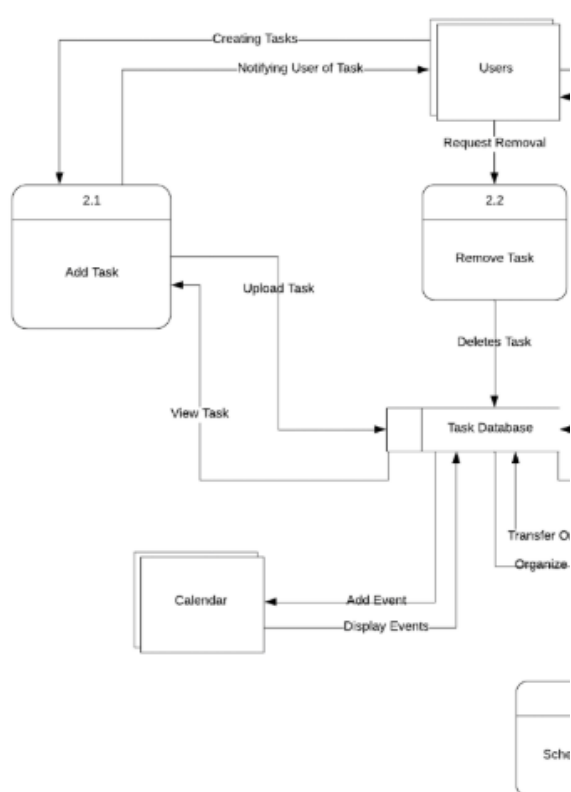 Creating Tasks
Users
Notifying User of Task
Request Removal
2.1
2.2
Add Task
Remove Task
Upload Task
Deletes Task
View Task
Task Database
Transfer
Organize
Calendar
Add Event
Display Events